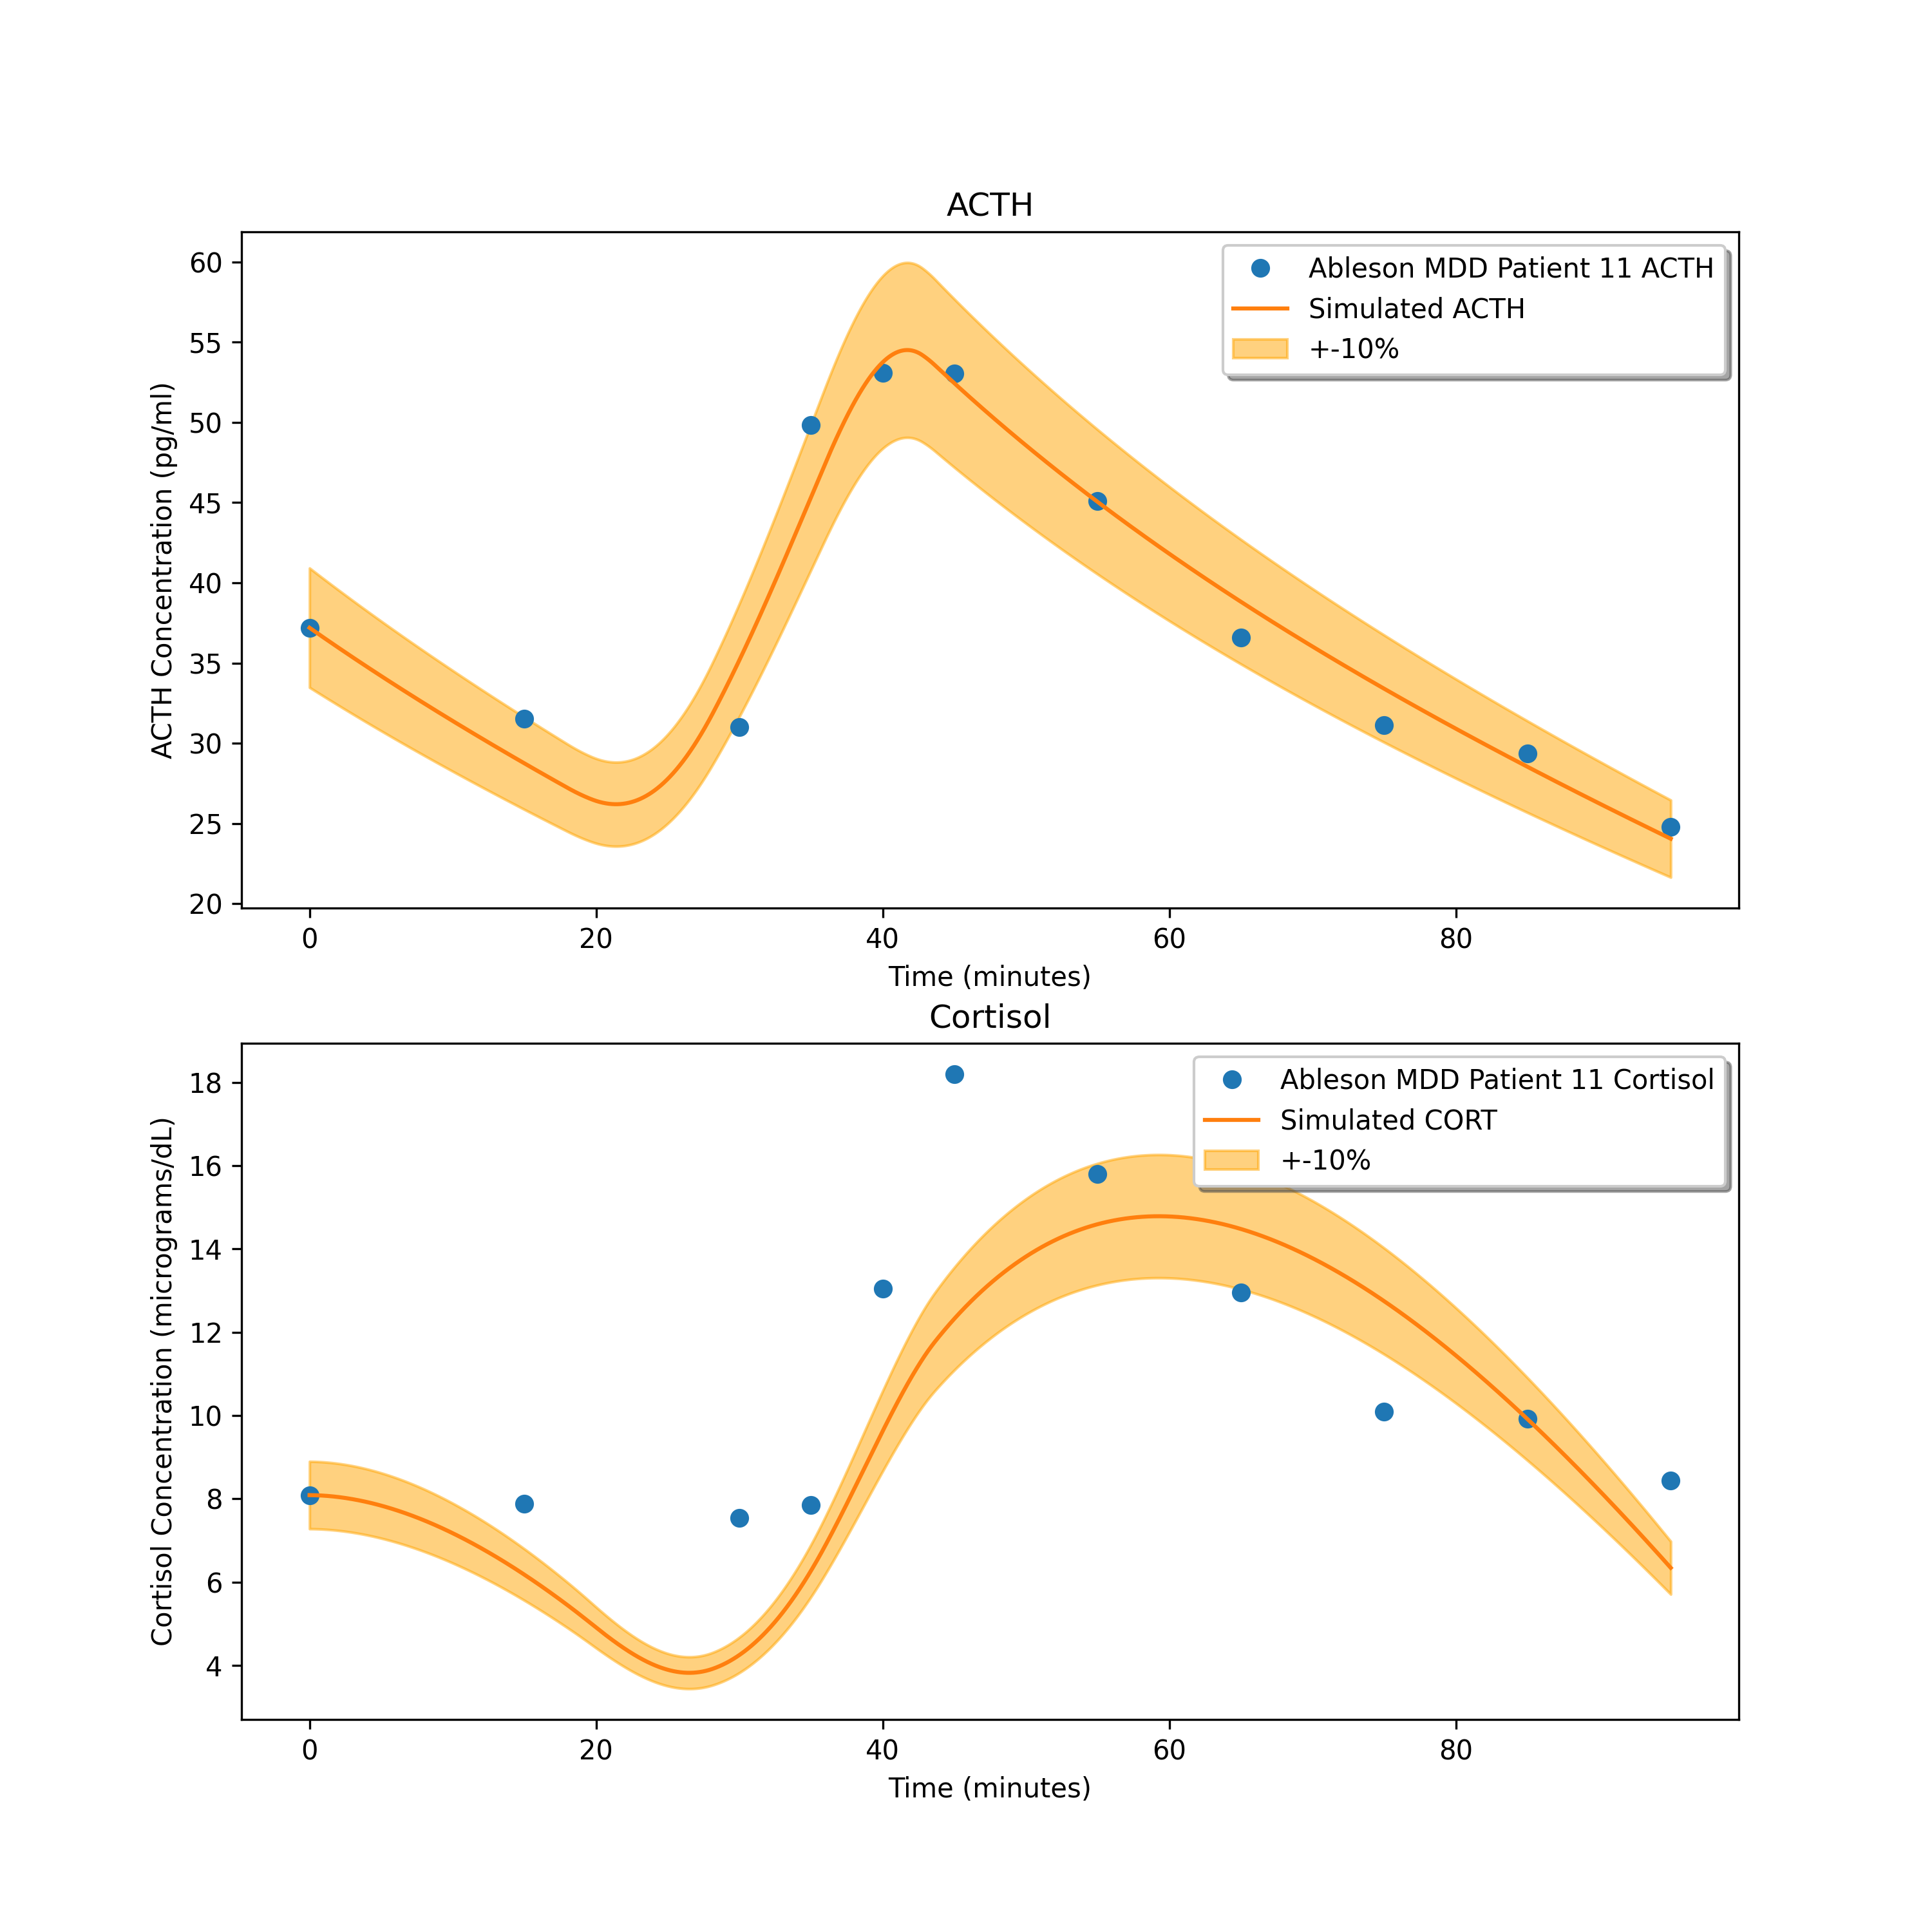 ACTH
60
55
50
45
40
35
30
25
20
ACTH Concentration (pg/ml)
Ableson MDD Patient 11 ACTH
Simulated ACTH
+-10%
0 20 40 60 80
Time (minutes)
Cortisol
18
16
14
12
10
8
6
4
Cortisol Concentration (micrograms/dL)
Ableson MDD Patient 11 Cortisol
Simulated CORT
+-10%
0 20 40 60 80
Time (minutes)